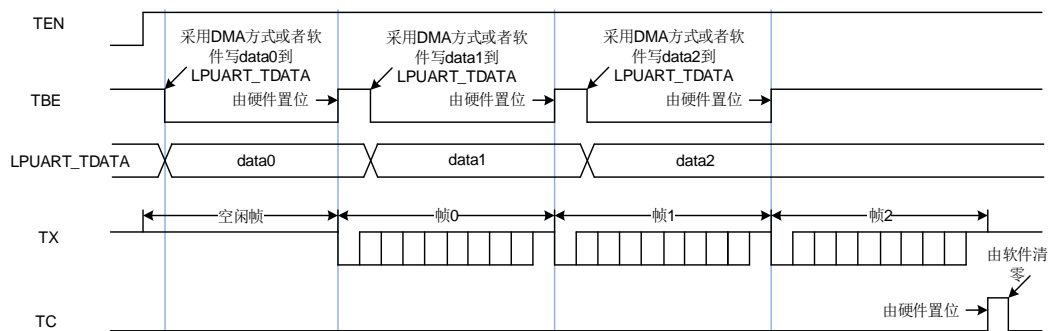 TEN
采用DMA方式或者软
件写data0到
LPUART_TDATA
采用DMA方式或者软
件写data1到
LPUART_TDATA
采用DMA方式或者软
件写data2到
LPUART_TDATA
TBE
由硬件置位
由硬件置位
由硬件置位
LPUART_TDATA
data0
data1
data2
空闲帧
帧0
帧1
帧2
TX
由软件清
零
由硬件置位
TC